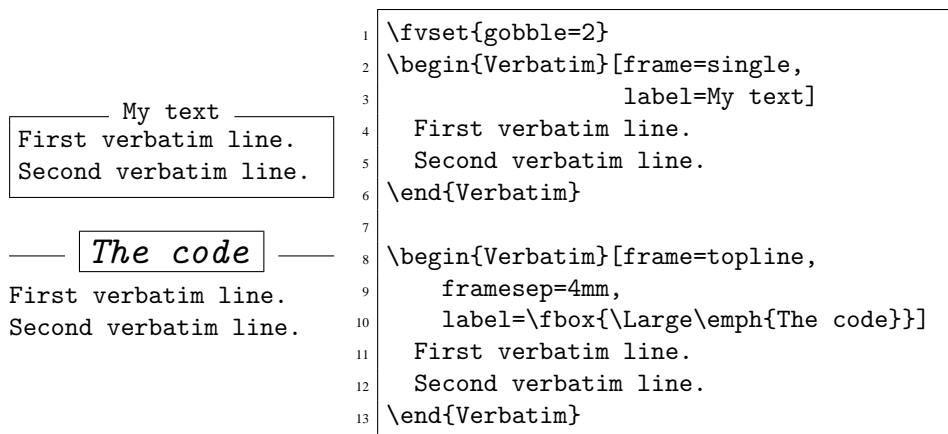 My text
First verbatim line.
Second verbatim line.
The code
First verbatim line.
Second verbatim line.
1 \fvset{gobble=2}
2 \begin{Verbatim}[frame=single,
3                label=My text]
4   First verbatim line.
5   Second verbatim line.
6 \end{Verbatim}
7
8 \begin{Verbatim}[frame=topline,
9     framesep=4mm,
10     label=\fbox{\Large\emph{The code}}]
11   First verbatim line.
12   Second verbatim line.
13 \end{Verbatim}